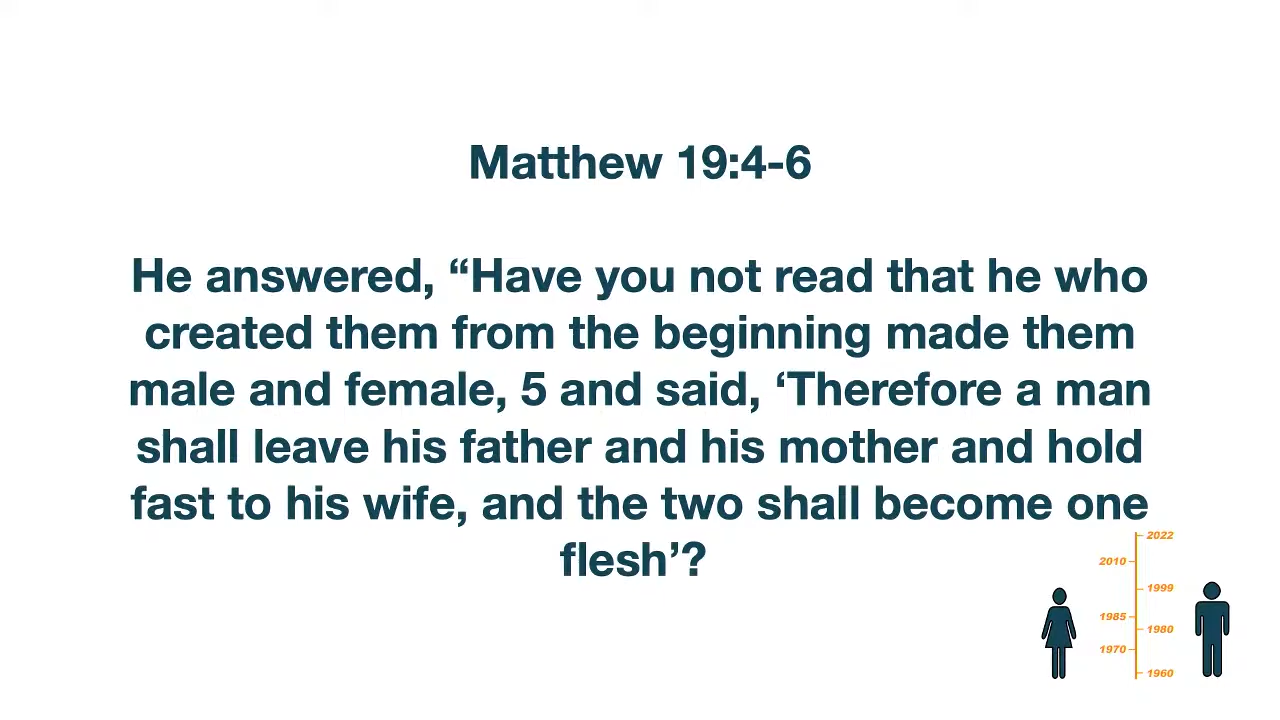 Matthew 19:4-6
He answered, “Have you not read that he who
created them from the beginning made them
male and female, 5 and said, ‘Therefore a man
shall leave his father and his mother and hold
fast to his wife, and the two shall become one
flesh’?
2022
2010
1999
1985
1980
1970
1960